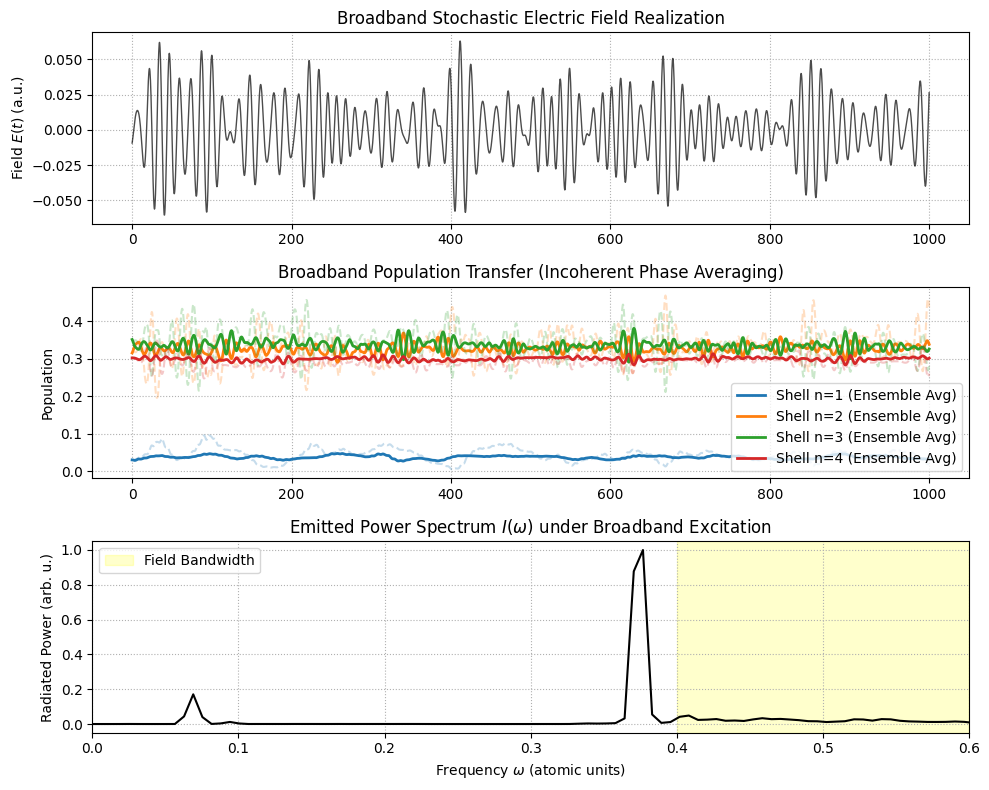 Broadband Stochastic Electric Field Realization
Field E(t) (a.u.)
0.050
0.025
0.000
−0.025
−0.050
0 200 400 600 800 1000
Broadband Population Transfer (Incoherent Phase Averaging)
Population
0.4
0.3
0.2
0.1
0.0
Shell n=1 (Ensemble Avg)
Shell n=2 (Ensemble Avg)
Shell n=3 (Ensemble Avg)
Shell n=4 (Ensemble Avg)
0 200 400 600 800 1000
Emitted Power Spectrum I(ω) under Broadband Excitation
Radiated Power (arb. u.)
1.0
0.8
0.6
0.4
0.2
0.0
Field Bandwidth
0.0 0.1 0.2 0.3 0.4 0.5 0.6
Frequency ω (atomic units)